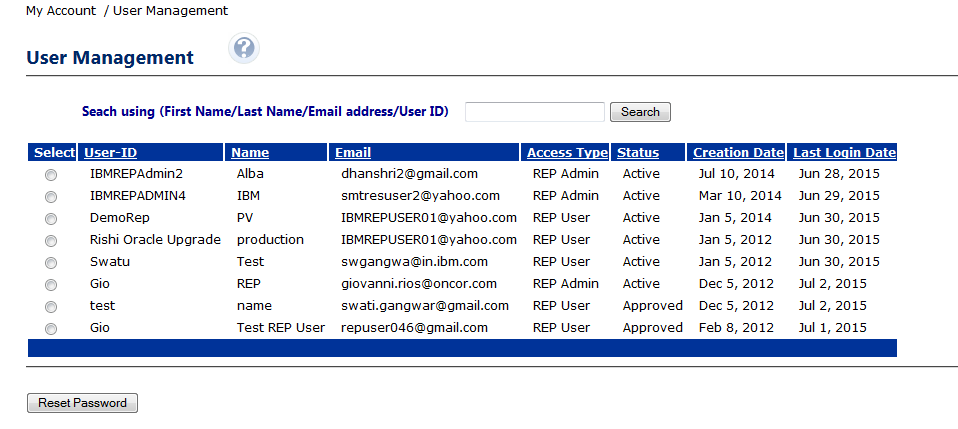 My Account / User Management
User Management
?
Seach using (First Name/Last Name/Email address/User ID) Search
Select User-ID Name Email Access Type Status Creation Date Last Login Date
IBMREPAdmin2 Alba dhanshri2@gmail.com REP Admin Active Jul 10, 2014 Jun 28, 2015
IBMREPADMIN4 IBM smtresuser2@yahoo.com REP Admin Active Mar 10, 2014 Jun 29, 2015
DemoRep PV IBMREPUSER01@yahoo.com REP User Active Jan 5, 2014 Jun 30, 2015
Rishi Oracle Upgrade production IBMREPUSER01@yahoo.com REP User Active Jan 5, 2012 Jun 30, 2015
Swatu Test swgangwa@in.ibm.com REP User Active Jan 5, 2012 Jun 30, 2015
Gio REP giovanni.rios@oncor.com REP Admin Active Dec 5, 2012 Jul 2, 2015
test name swati.gangwar@gmail.com REP User Approved Dec 5, 2012 Jul 2, 2015
Gio Test REP User repuser046@gmail.com REP User Approved Feb 8, 2012 Jul 1, 2015
Reset Password